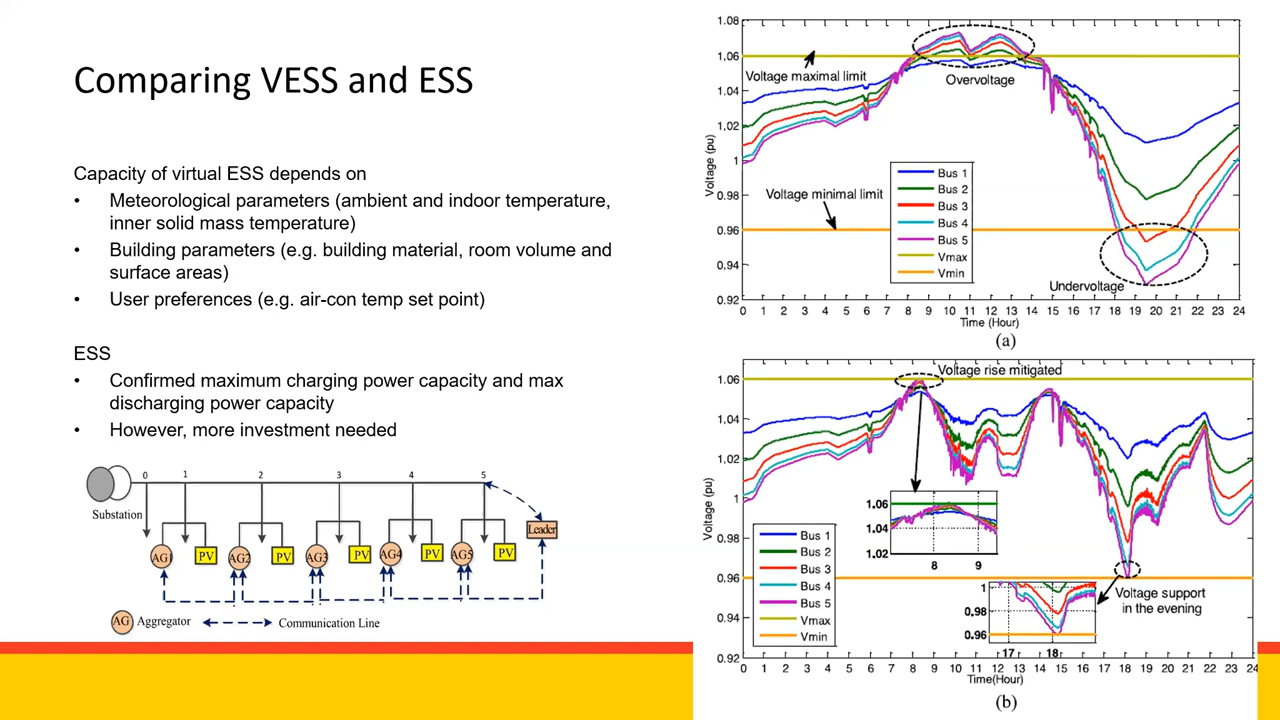 Comparing VESS and ESS
Capacity of virtual ESS depends on
• Meteorological parameters (ambient and indoor temperature,
inner solid mass temperature)
• Building parameters (e.g. building material, room volume and
surface areas)
• User preferences (e.g. air-con temp set point)
ESS
• Confirmed maximum charging power capacity and max
discharging power capacity
• However, more investment needed
0 1 2 3 4 5
Substation
Leader
AG1 PV AG2 PV AG3 PV AG4 PV AG5 PV
AG Aggregator Communication Line
1.08
1.06
1.04
1.02
1
0.98
0.96
0.94
0.92
Voltage (pu)
Voltage maximal limit
Overvoltage
Voltage minimal limit
Undervoltage
Bus 1
Bus 2
Bus 3
Bus 4
Bus 5
Vmax
Vmin
0 1 2 3 4 5 6 7 8 9 10 11 12 13 14 15 16 17 18 19 20 21 22 23 24
Time (Hour)
(a)
1.06
1.04
1.02
1
0.98
0.96
0.94
0.92
Voltage (pu)
Voltage rise mitigated
1.06
1.04
1.02
8 9
Bus 1
Bus 2
Bus 3
Bus 4
Bus 5
Vmax
Vmin
1
0.98
0.96
17 18
Voltage support
in the evening
0 1 2 3 4 5 6 7 8 9 10 11 12 13 14 15 16 17 18 19 20 21 22 23 24
Time(Hour)
(b)